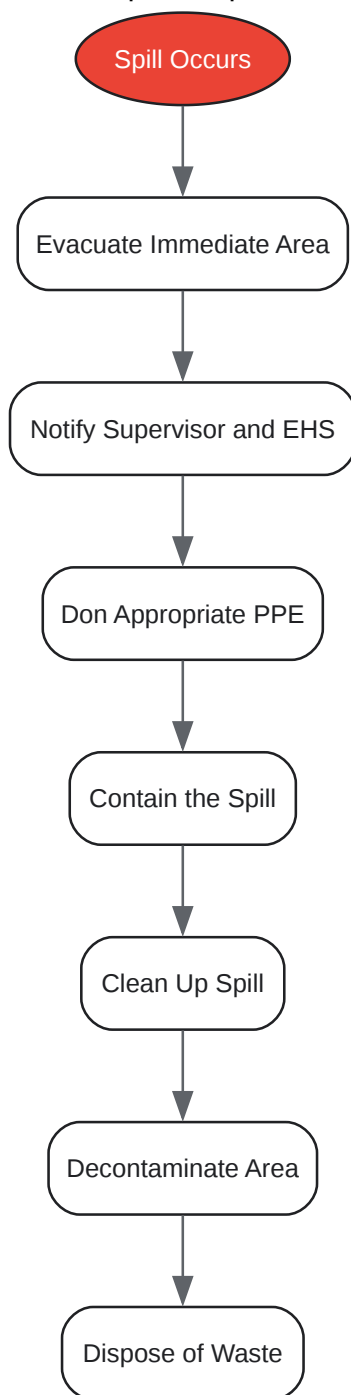 Spill Occurs
Evacuate Immediate Area
Notify Supervisor and EHS
Don Appropriate PPE
Contain the Spill
Clean Up Spill
Decontaminate Area
Dispose of Waste